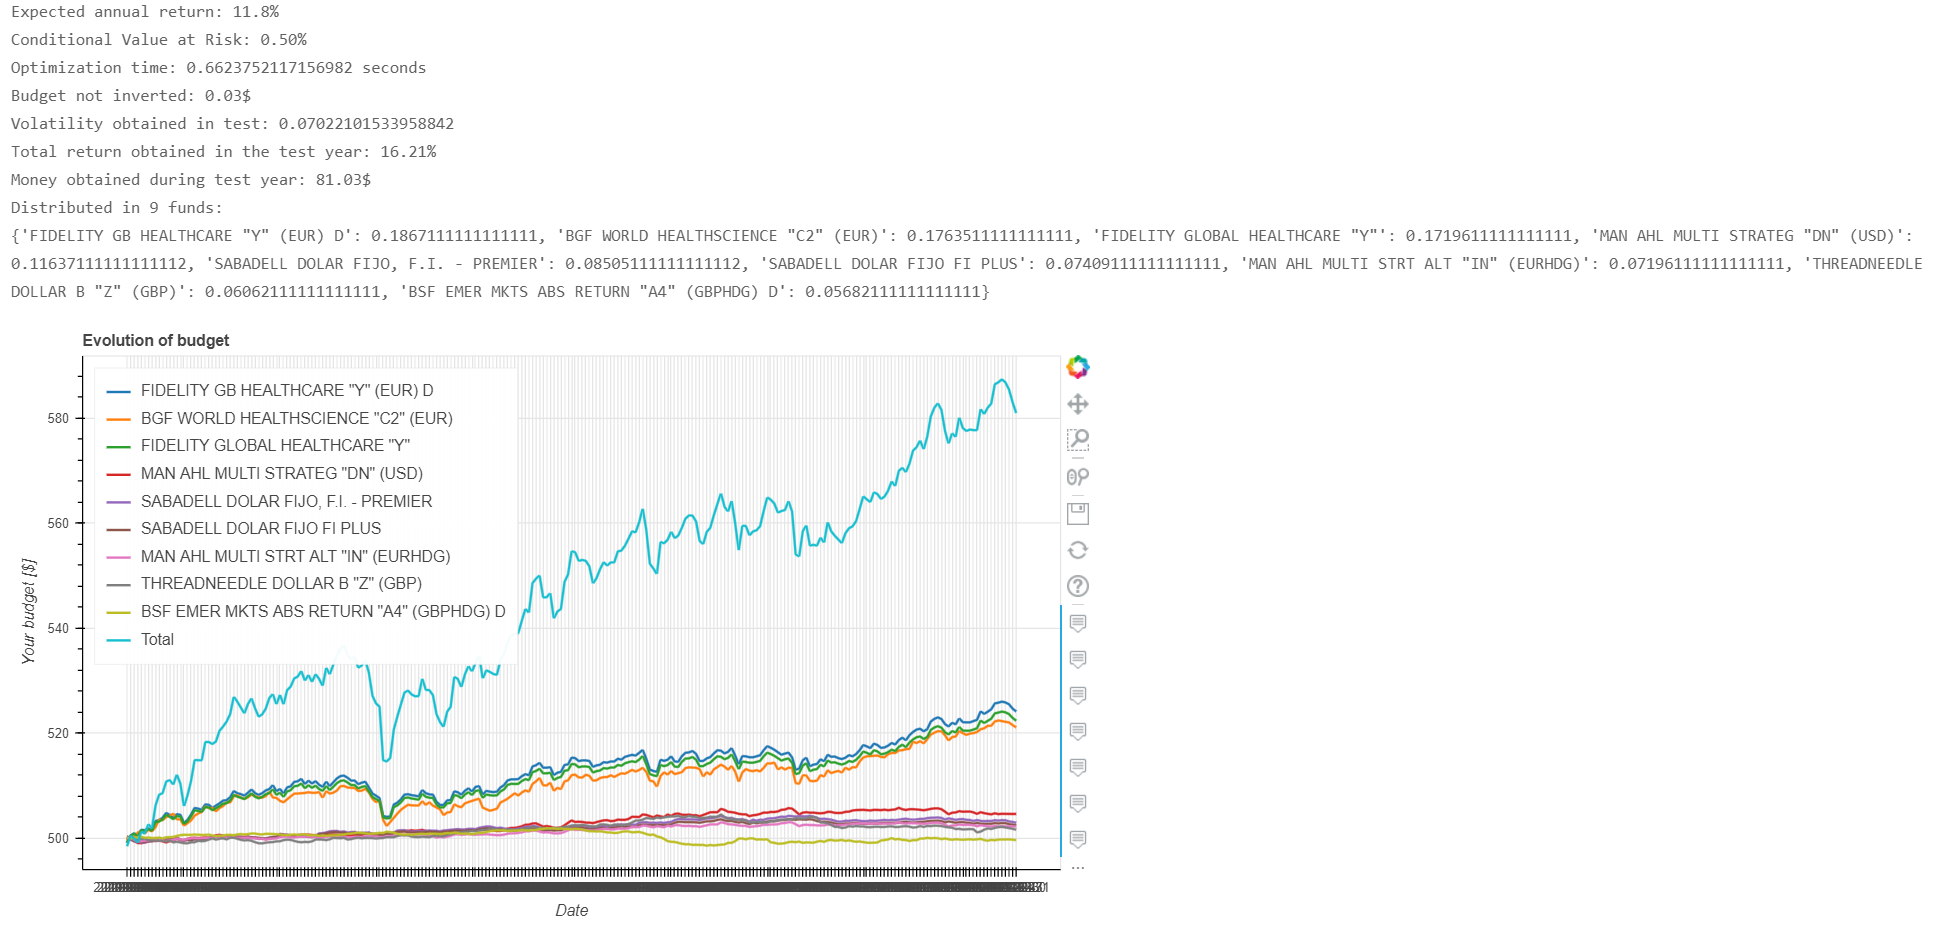 Expected annual return: 11.8%
Conditional Value at Risk: 0.50%
Optimization time: 0.6623752117156982 seconds
Budget not inverted: 0.03$
Volatility obtained in test: 0.07022101533958842
Total return obtained in the test year: 16.21%
Money obtained during test year: 81.03$
Distributed in 9 funds:
{'FIDELITY GB HEALTHCARE "Y" (EUR) D': 0.1867111111111111, 'BGF WORLD HEALTHSCIENCE "C2" (EUR)': 0.1763511111111111, 'FIDELITY GLOBAL HEALTHCARE "Y"': 0.1719611111111111, 'MAN AHL MULTI STRATEG "DN" (USD)':
0.11637111111111112, 'SABADELL DOLAR FIJO, F.I. - PREMIER': 0.08505111111111112, 'SABADELL DOLAR FIJO FI PLUS': 0.07409111111111111, 'MAN AHL MULTI STRT ALT "IN" (EURHDG)': 0.07196111111111111, 'THREADNEEDLE
DOLLAR B "Z" (GBP)': 0.06062111111111111, 'BSF EMER MKTS ABS RETURN "A4" (GBPHDG) D': 0.05682111111111111}
Evolution of budget
FIDELITY GB HEALTHCARE "Y" (EUR) D
BGF WORLD HEALTHSCIENCE "C2" (EUR)
FIDELITY GLOBAL HEALTHCARE "Y"
MAN AHL MULTI STRATEG "DN" (USD)
SABADELL DOLAR FIJO, F.I. - PREMIER
SABADELL DOLAR FIJO FI PLUS
MAN AHL MULTI STRT ALT "IN" (EURHDG)
THREADNEEDLE DOLLAR B "Z" (GBP)
BSF EMER MKTS ABS RETURN "A4" (GBPHDG) D
Total
580
560
540
520
500
Your budget [$]
Date